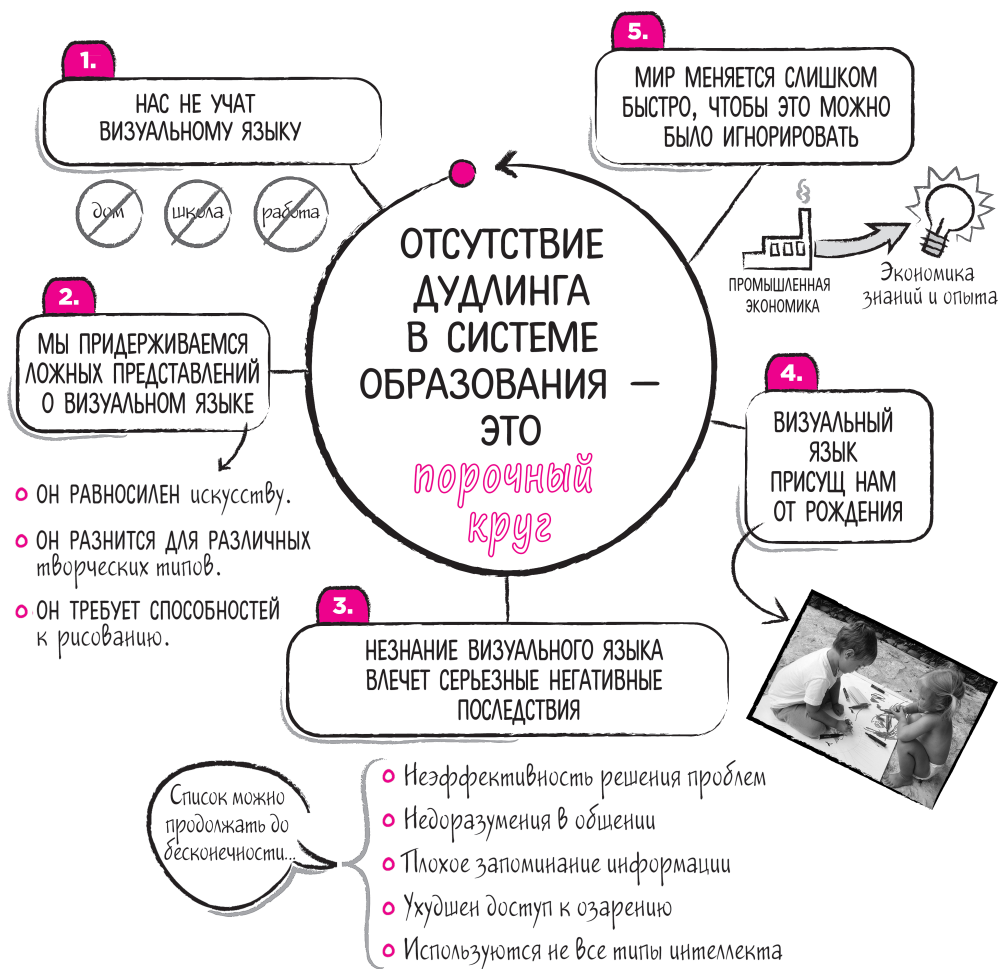 ОТСУТСТВИЕ
ДУДЛИНГА
В СИСТЕМЕ
ОБРАЗОВАНИЯ —
ЭТО
порочный
круг
1.
НАС НЕ УЧАТ
ВИЗУАЛЬНОМУ ЯЗЫКУ
дом школа работа
2.
МЫ ПРИДЕРЖИВАЕМСЯ
ЛОЖНЫХ ПРЕДСТАВЛЕНИЙ
О ВИЗУАЛЬНОМ ЯЗЫКЕ
ОН РАВНОСИЛЕН искусству.
ОН РАЗНИТСЯ ДЛЯ РАЗЛИЧНЫХ
творческих типов.
ОН ТРЕБУЕТ СПОСОБНОСТЕЙ
к рисованию.
3.
НЕЗНАНИЕ ВИЗУАЛЬНОГО ЯЗЫКА
ВЛЕЧЕТ СЕРЬЕЗНЫЕ НЕГАТИВНЫЕ
ПОСЛЕДСТВИЯ
Список можно
продолжать до
бесконечности...
Неэффективность решения проблем
Недоразумения в общении
Плохое запоминание информации
Ухудшен доступ к озарению
Используются не все типы интеллекта
4.
ВИЗУАЛЬНЫЙ
ЯЗЫК
ПРИСУЩ НАМ
ОТ РОЖДЕНИЯ
5.
МИР МЕНЯЕТСЯ СЛИШКОМ
БЫСТРО, ЧТОБЫ ЭТО МОЖНО
БЫЛО ИГНОРИРОВАТЬ
ПРОМЫШЛЕННАЯ
ЭКОНОМИКА
Экономика
знаний и опыта